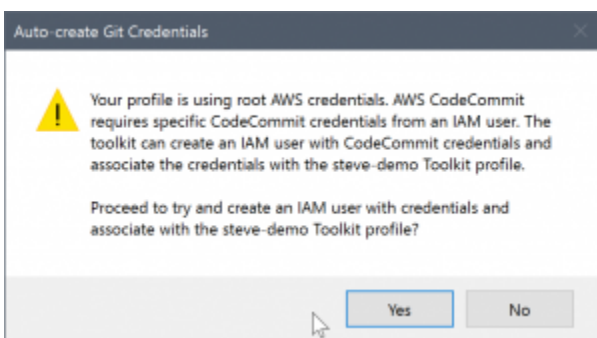 Auto-create Git Credentials
Your profile is using root AWS credentials. AWS CodeCommit
requires specific CodeCommit credentials from an IAM user. The
toolkit can create an IAM user with CodeCommit credentials and
associate the credentials with the steve-demo Toolkit profile.
Proceed to try and create an IAM user with credentials and
associate with the steve-demo Toolkit profile?
Yes
No